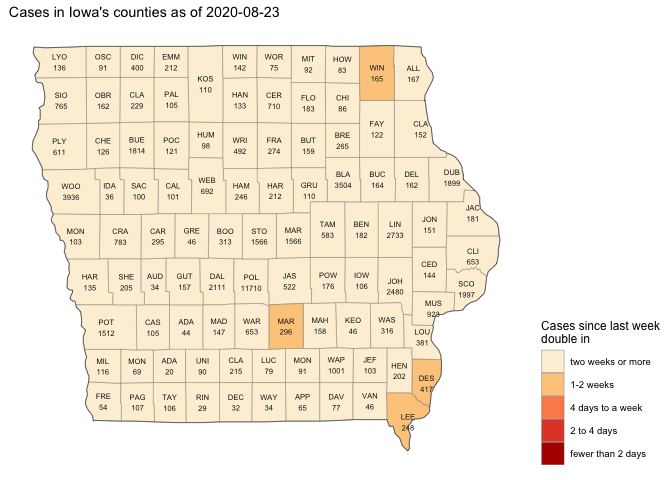 Cases in Iowa's counties as of 2020-08-23
LYO
136
OSC
91
DIC
400
EMM
212
KOS
110
WIN
142
WOR
75
MIT
92
HOW
83
WIN
165
ALL
167
SIO
765
OBR
162
CLA
229
PAL
105
HAN
133
CER
710
FLO
183
CHI
86
FAY
122
CLA
152
PLY
611
CHE
126
BUE
1814
POC
121
HUM
98
WRI
492
FRA
274
BUT
159
BRE
265
WOO
3936
IDA
36
SAC
100
CAL
101
WEB
692
HAM
246
HAR
212
GRU
110
BLA
3504
BUC
164
DEL
162
DUB
1899
MON
103
CRA
783
CAR
295
GRE
46
BOO
313
STO
1566
MAR
1566
TAM
583
BEN
182
LIN
2733
JON
151
JAC
181
CLI
653
HAR
135
SHE
205
AUD
34
GUT
157
DAL
2111
POL
11710
JAS
522
POW
176
IOW
106
JOH
2480
CED
144
SCO
1997
MUS
923
POT
1512
CAS
105
ADA
44
MAD
147
WAR
653
MAR
296
MAH
158
KEO
46
WAS
316
LOU
381
MIL
116
MON
69
ADA
20
UNI
90
CLA
215
LUC
79
MON
91
WAP
1001
JEF
103
HEN
202
DES
417
FRE
54
PAG
107
TAY
106
RIN
29
DEC
32
WAY
34
APP
65
DAV
77
VAN
46
LEE
248
Cases since last week
double in
two weeks or more
1-2 weeks
4 days to a week
2 to 4 days
fewer than 2 days